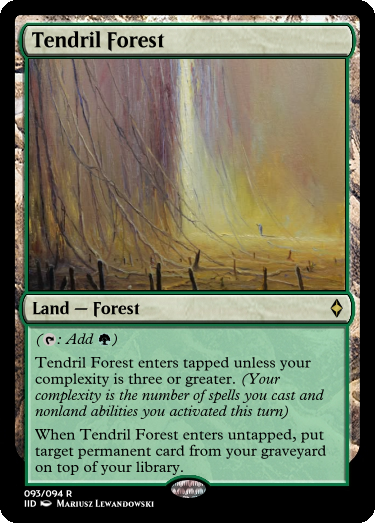 Tendril Forest
Land — Forest
(: Add )
Tendril Forest enters tapped unless your
complexity is three or greater. (Your
complexity is the number of spells you cast and
nonland abilities you activated this turn)
When Tendril Forest enters untapped, put
target permanent card from your graveyard
on top of your library.
093/094 R
IID Mariusz Lewandowski